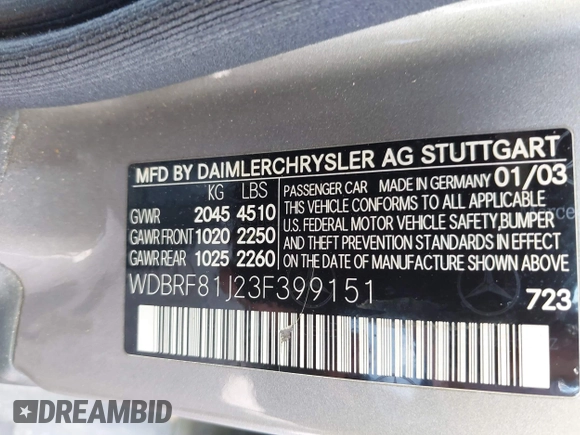 MFD BY DAIMLERCHRYSLER AG STUTTGART
KG LBS
GVWR 2045 4510
GAWR FRONT 1020 2250
GAWR REAR 1025 2260
PASSENGER CAR MADE IN GERMANY 01/03
THIS VEHICLE CONFORMS TO ALL APPLICABLE
U.S. FEDERAL MOTOR VEHICLE SAFETY,BUMPER,
AND THEFT PREVENTION STANDARDS IN EFFECT
ON THE DATE OF MANUFACTURE SHOWN ABOVE
WDBRF81J23F399151
723
DREAMBID